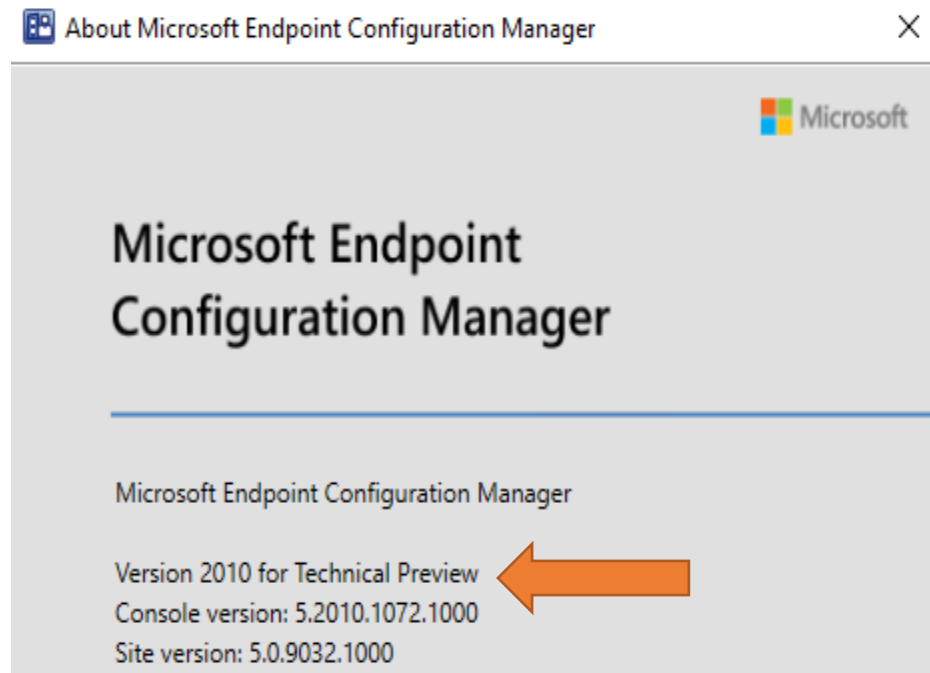 About Microsoft Endpoint Configuration Manager
Microsoft
Microsoft Endpoint
Configuration Manager
Microsoft Endpoint Configuration Manager
Version 2010 for Technical Preview
Console version: 5.2010.1072.1000
Site version: 5.0.9032.1000